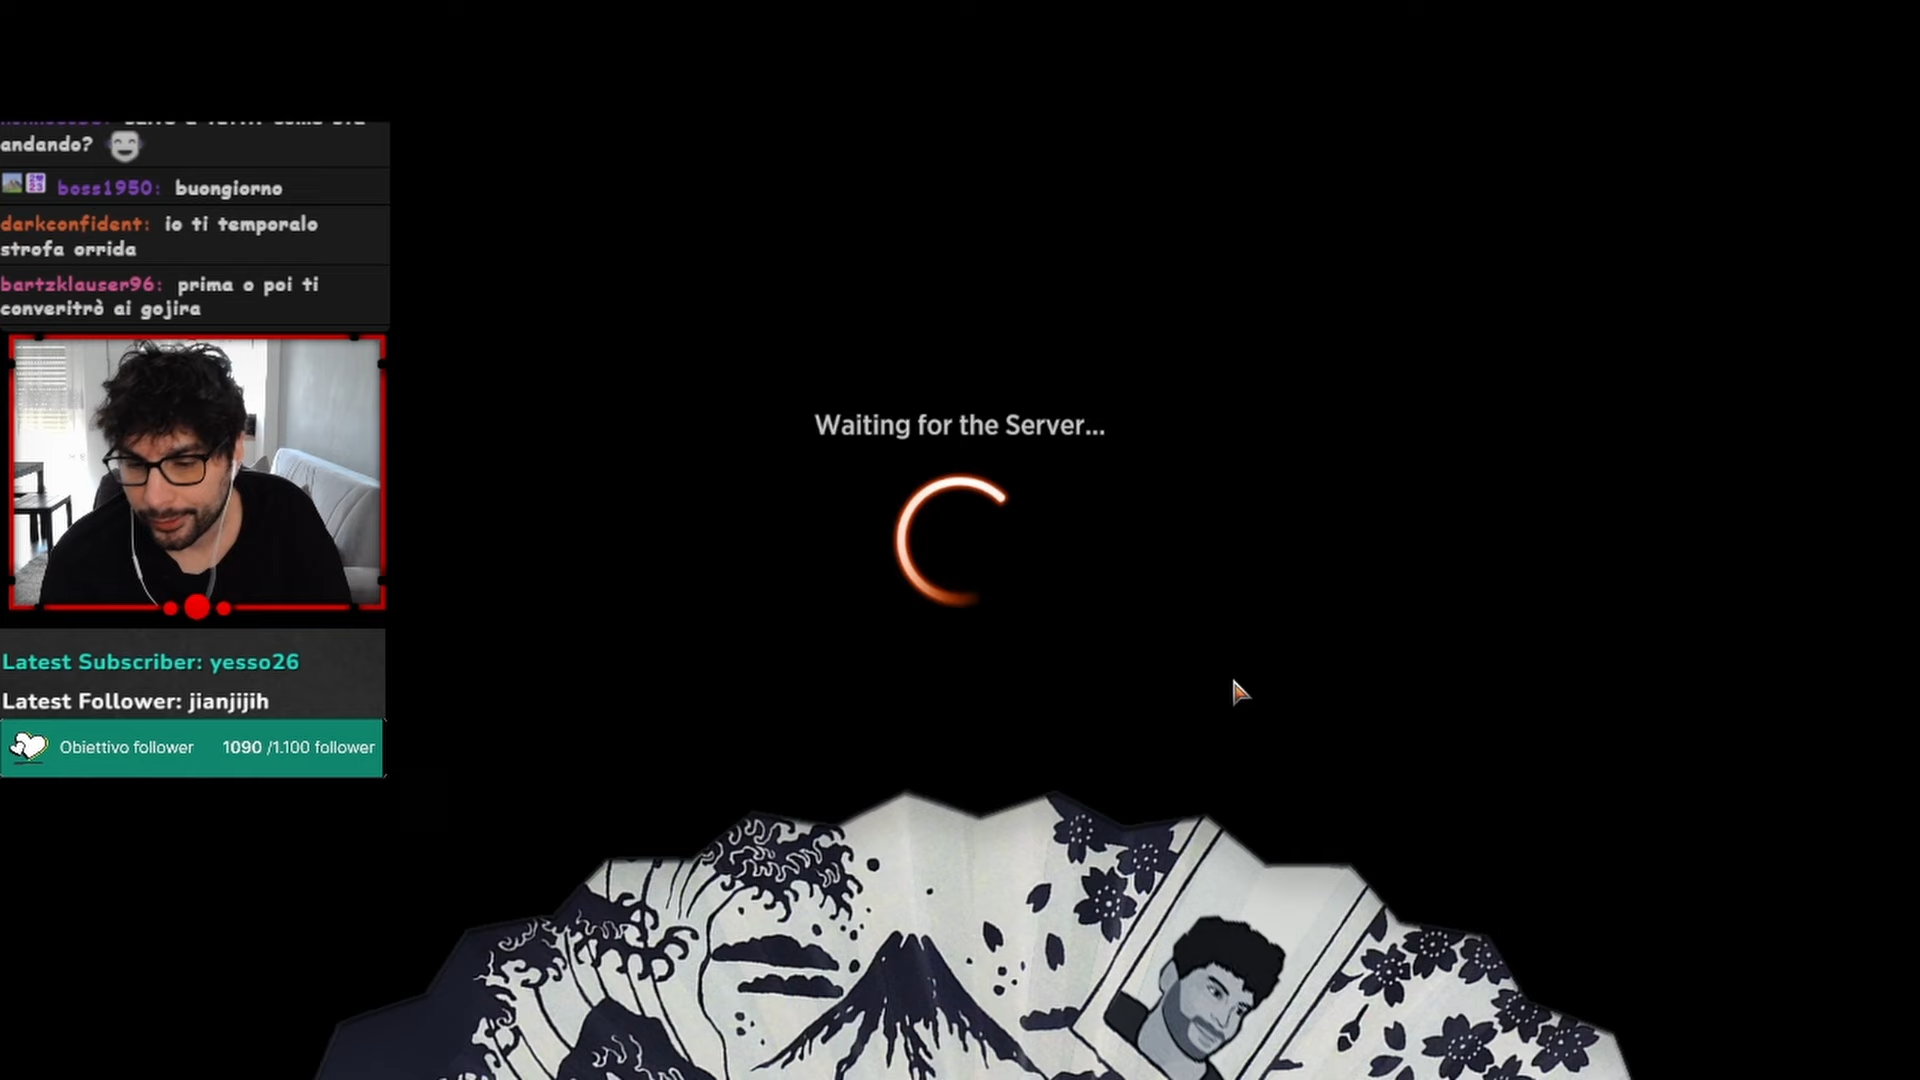 andando?
boss1950: buongiorno
darkconfident: io ti temporalo
strofa orrida
bartzklauser96: prima o poi ti
converitrò ai gojira
Waiting for the Server...
Latest Subscriber: yesso26
Latest Follower: jianjijih
Obiettivo follower 1090 /1.100 follower